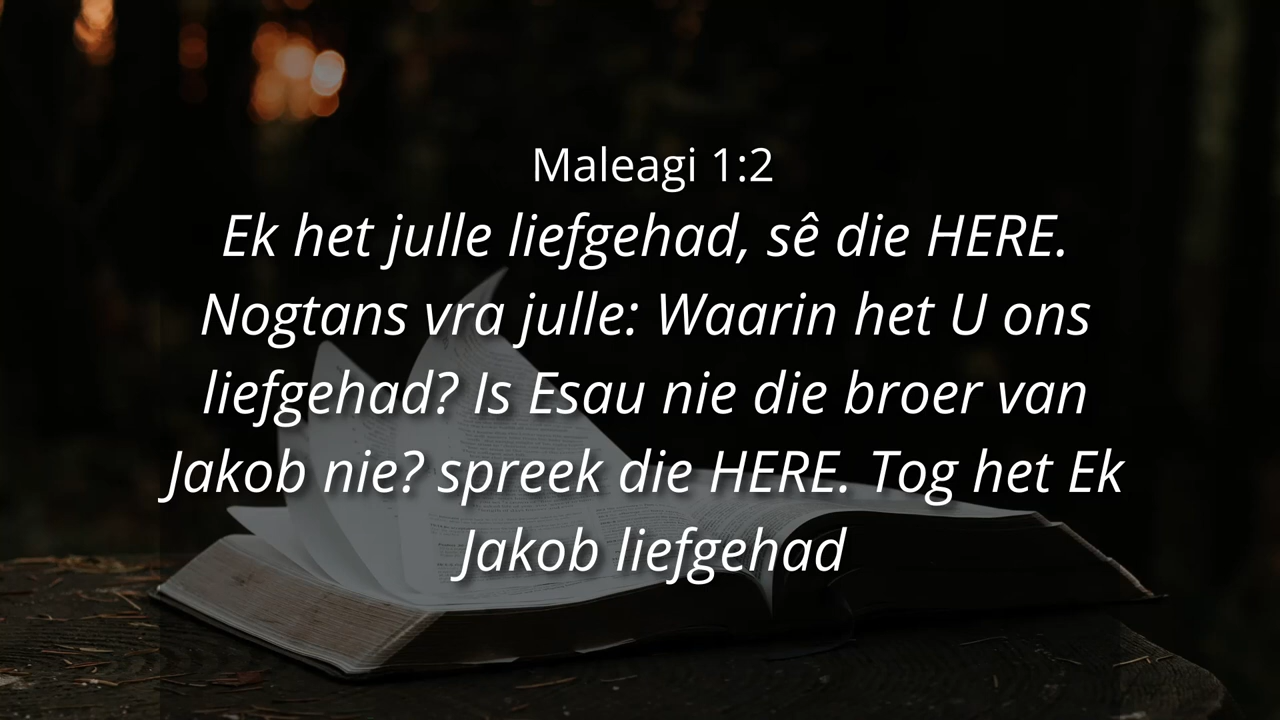 Maleagi 1:2
Ek het julle liefgehad, sê die HERE.
Nogtans vra julle: Waarin het U ons
liefgehad? Is Esau nie die broer van
Jakob nie? spreek die HERE. Tog het Ek
Jakob liefgehad